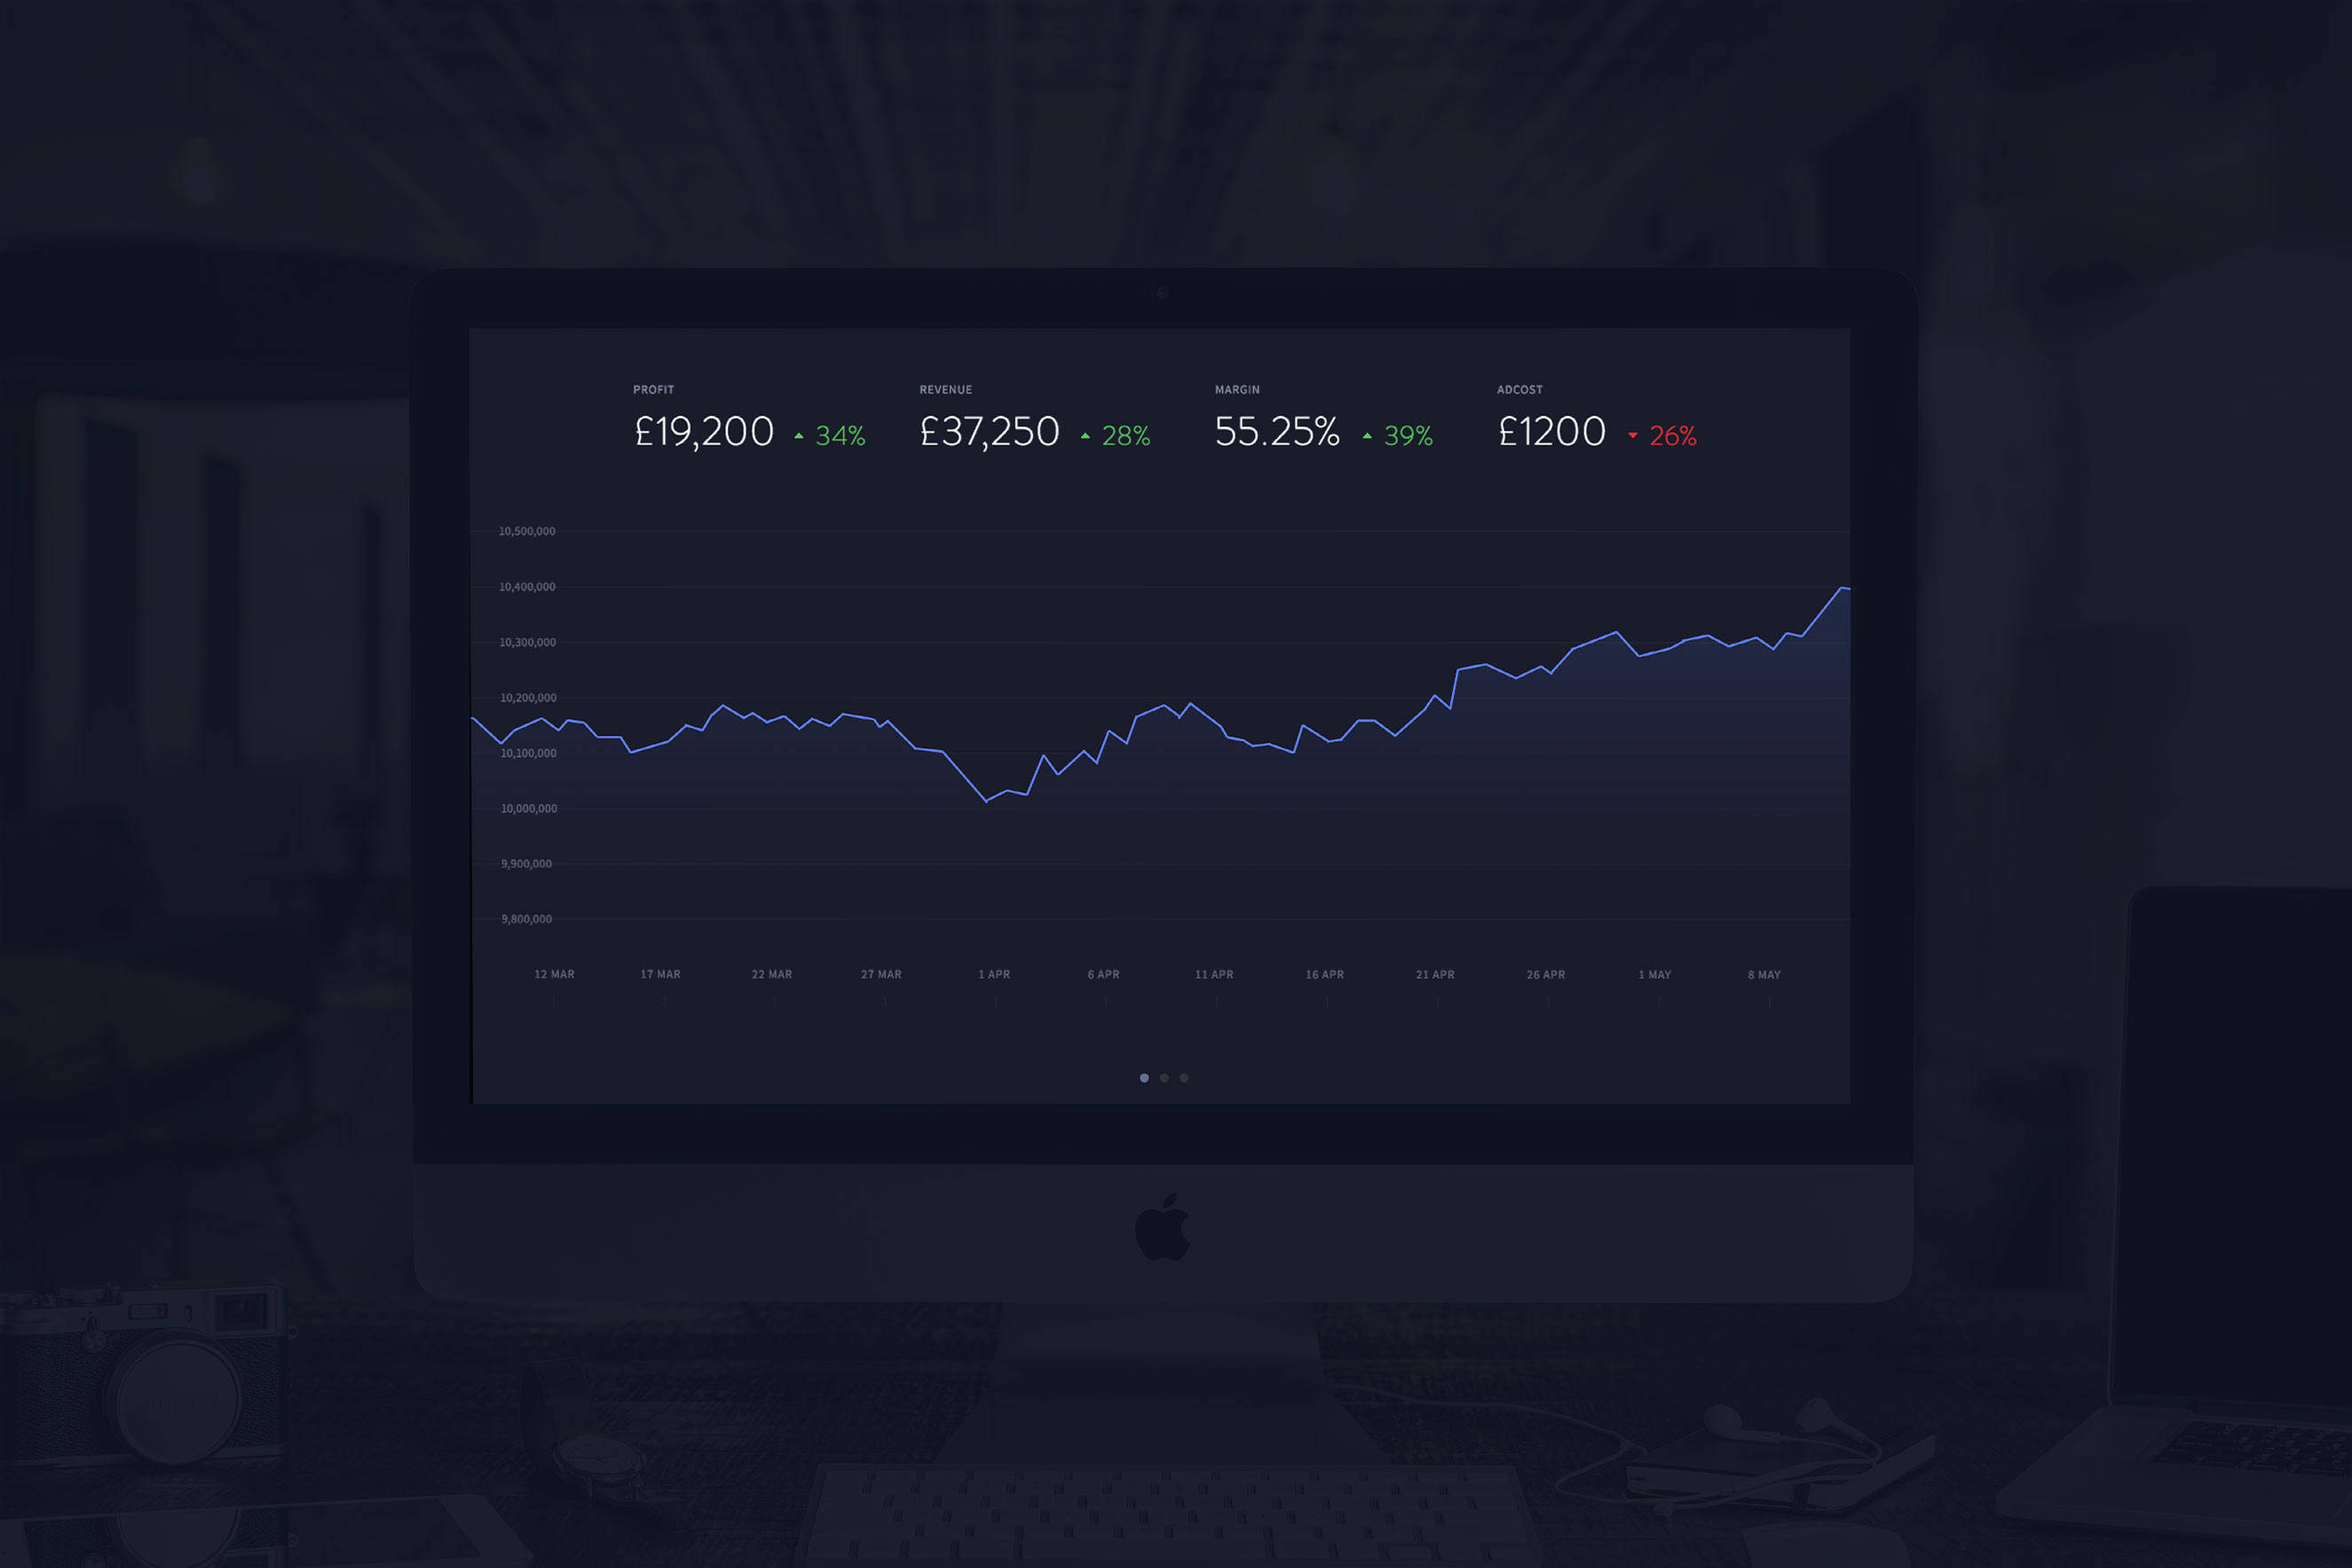 PROFIT REVENUE MARGIN ADCOST
£19,200 34% £37,250 28% 55.25% 39% £1200 26%
10,500,000
10,400,000
10,300,000
10,200,000
10,100,000
10,000,000
9,900,000
9,800,000
12 MAR 17 MAR 22 MAR 27 MAR 1 APR 6 APR 11 APR 16 APR 21 APR 26 APR 1 MAY 8 MAY